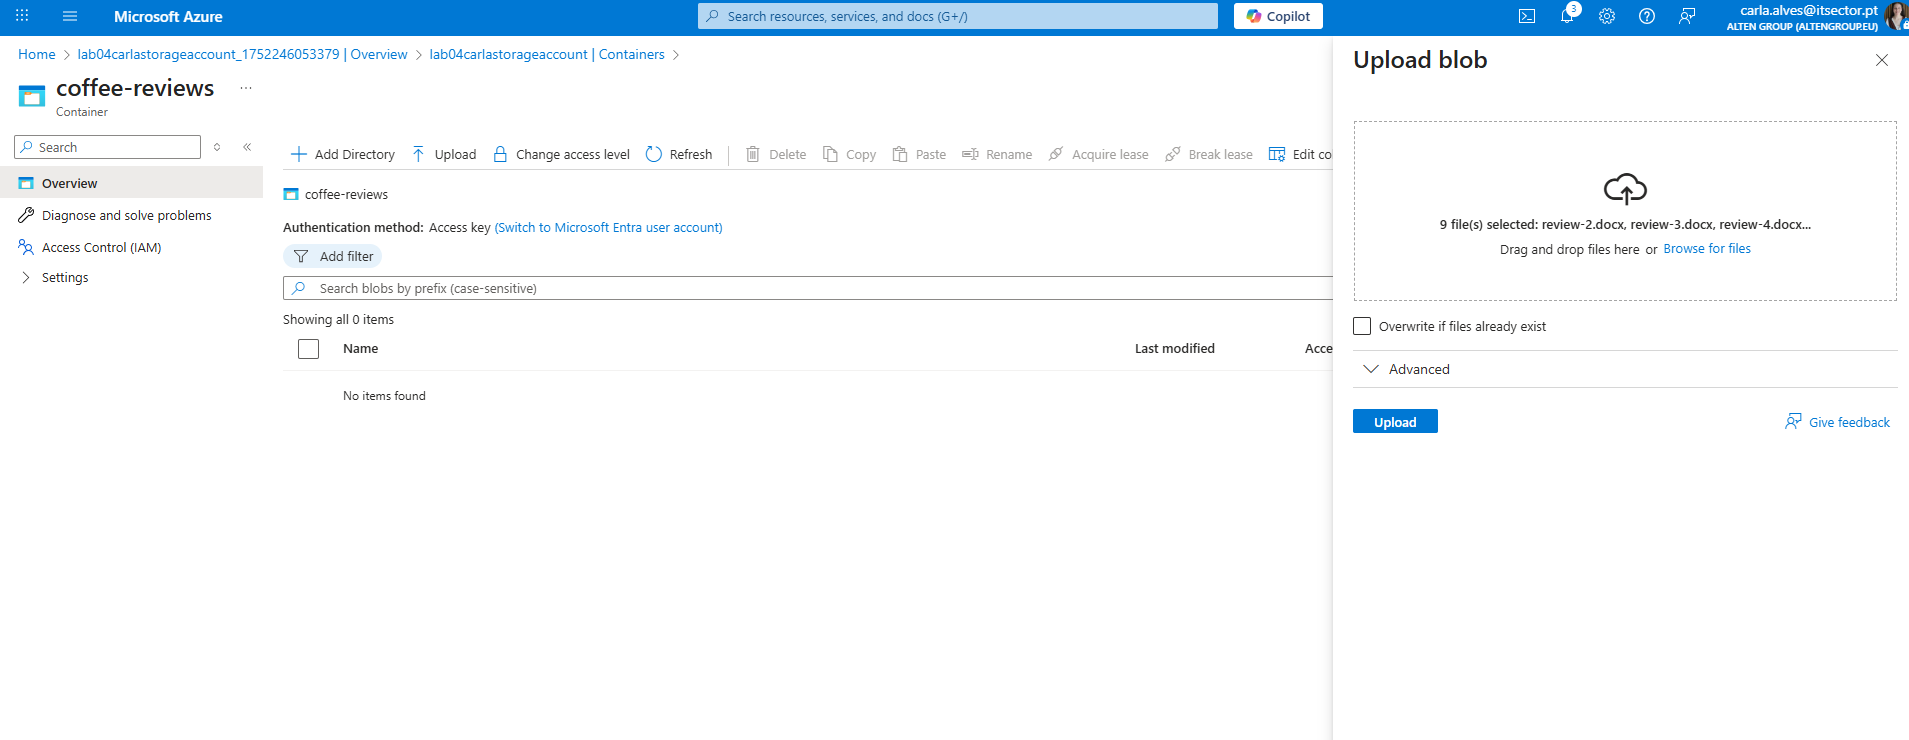 Microsoft Azure
Search resources, services, and docs (G+/)
Copilot
3
carla.alves@itsector.pt
ALTEN GROUP (ALTENGROUP.EU)
Home > lab04carlastorageaccount_1752246053379 | Overview > lab04carlastorageaccount | Containers >
coffee-reviews
...
Container
Search
Overview
Diagnose and solve problems
Access Control (IAM)
Settings
Add Directory
Upload
Change access level
Refresh
Delete
Copy
Paste
Rename
Acquire lease
Break lease
Edit co
coffee-reviews
Authentication method: Access key (Switch to Microsoft Entra user account)
Add filter
Search blobs by prefix (case-sensitive)
Showing all 0 items
Name
Last modified
Acce
No items found
Upload blob
9 file(s) selected: review-2.docx, review-3.docx, review-4.docx...
Drag and drop files here or Browse for files
Overwrite if files already exist
Advanced
Upload
Give feedback